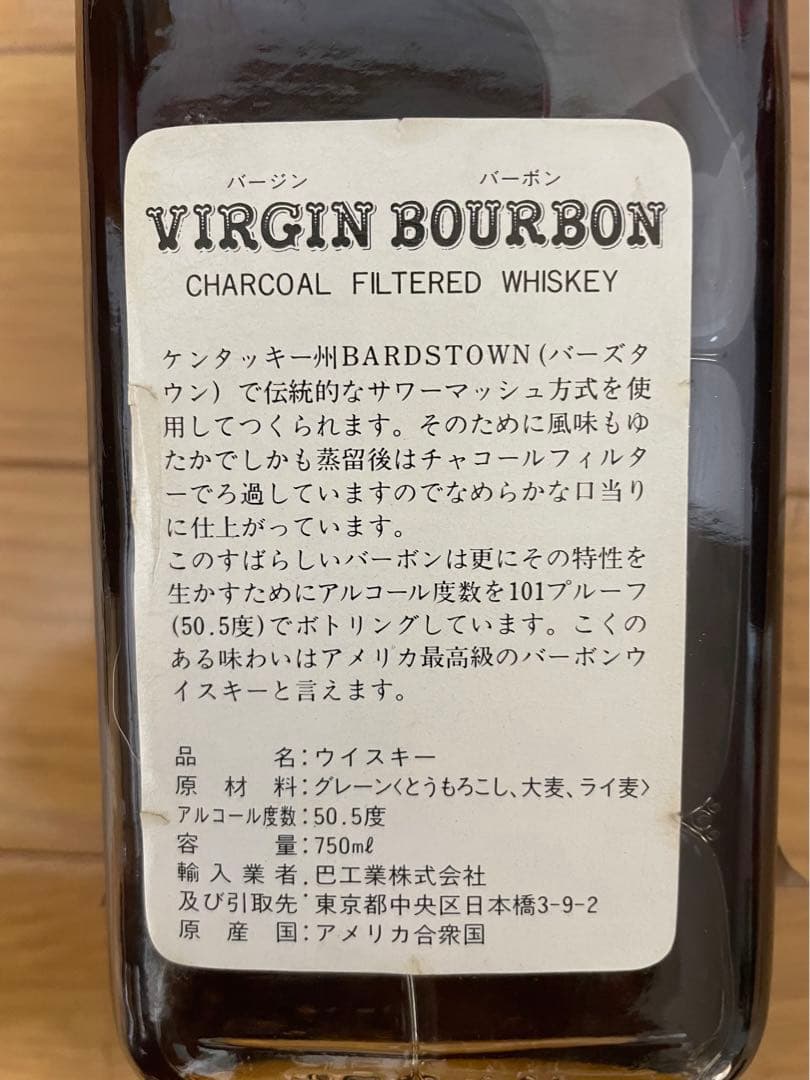 バージン バーボン
VIRGIN BOURBON
CHARCOAL FILTERED WHISKEY
ケンタッキー州BARDSTOWN(バーズタ
ウン)で伝統的なサワーマッシュ方式を使
用してつくられます。そのために風味もゆ
たかでしかも蒸留後はチャコールフィルタ
ーでろ過していますのでなめらかな口当り
に仕上がっています。
このすばらしいバーボンは更にその特性を
生かすためにアルコール度数を101プルーフ
(50.5度)でボトリングしています。こくの
ある味わいはアメリカ最高級のバーボンウ
イスキーと言えます。
品名:ウイスキー
原材料:グレーン〈とうもろこし、大麦、ライ麦〉
アルコール度数:50.5度
容量:750mℓ
輸入業者:巴工業株式会社
及び引取先 東京都中央区日本橋3-9-2
原産国:アメリカ合衆国